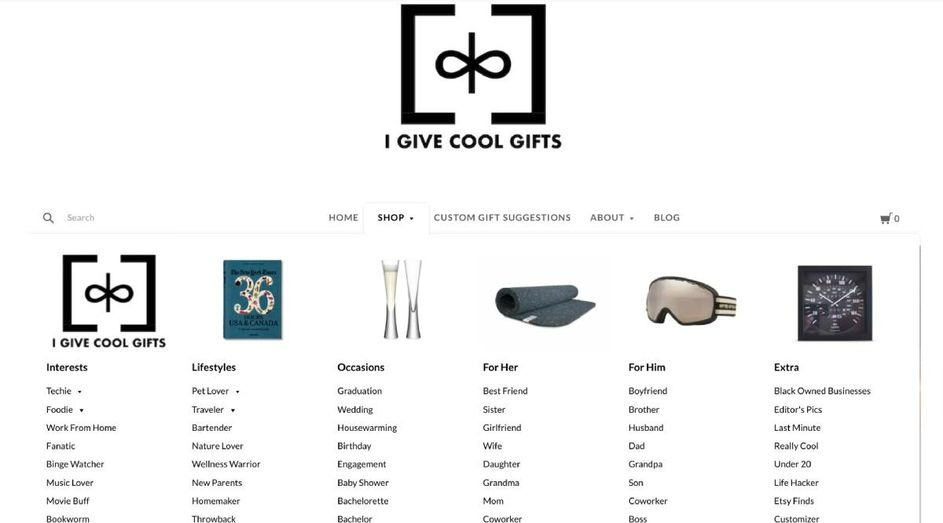 I GIVE COOL GIFTS
Search
HOME
SHOP
CUSTOM GIFT SUGGESTIONS
ABOUT
BLOG
0
I GIVE COOL GIFTS
The New York Times
36
USA & CANADA
Interests
Techie
Foodie
Work From Home
Fanatic
Binge Watcher
Music Lover
Movie Buff
Bookworm
Lifestyles
Pet Lover
Traveler
Bartender
Nature Lover
Wellness Warrior
New Parents
Homemaker
Throwback
Occasions
Graduation
Wedding
Housewarming
Birthday
Engagement
Baby Shower
Bachelorette
Bachelor
For Her
Best Friend
Sister
Girlfriend
Wife
Daughter
Grandma
Mom
Coworker
For Him
Boyfriend
Brother
Husband
Dad
Grandpa
Son
Coworker
Boss
Extra
Black Owned Businesses
Editor's Pics
Last Minute
Really Cool
Under 20
Life Hacker
Etsy Finds
Customizer